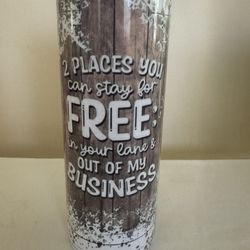 2 PLACES YOU
can stay for
FREE:
in your lane &
OUT OF MY
BUSINESS